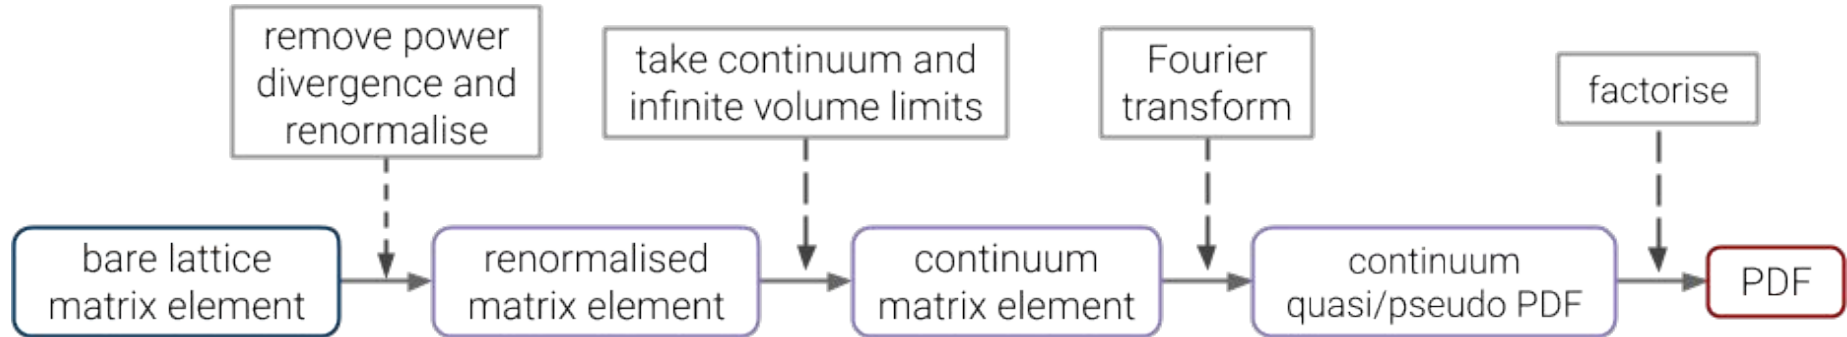 remove power
divergence and
renormalise
take continuum and
infinite volume limits
Fourier
transform
factorise
bare lattice
matrix element
renormalised
matrix element
continuum
matrix element
continuum
quasi/pseudo PDF
PDF